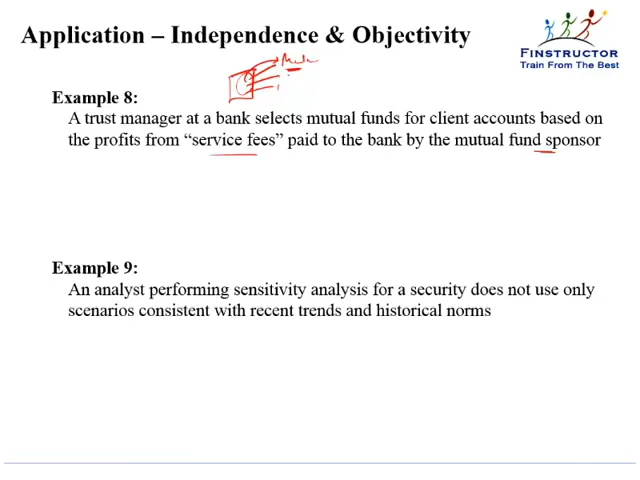 Application – Independence & Objectivity
FINSTRUCTOR
Train From The Best
Example 8:
A trust manager at a bank selects mutual funds for client accounts based on
the profits from “service fees” paid to the bank by the mutual fund sponsor
Example 9:
An analyst performing sensitivity analysis for a security does not use only
scenarios consistent with recent trends and historical norms